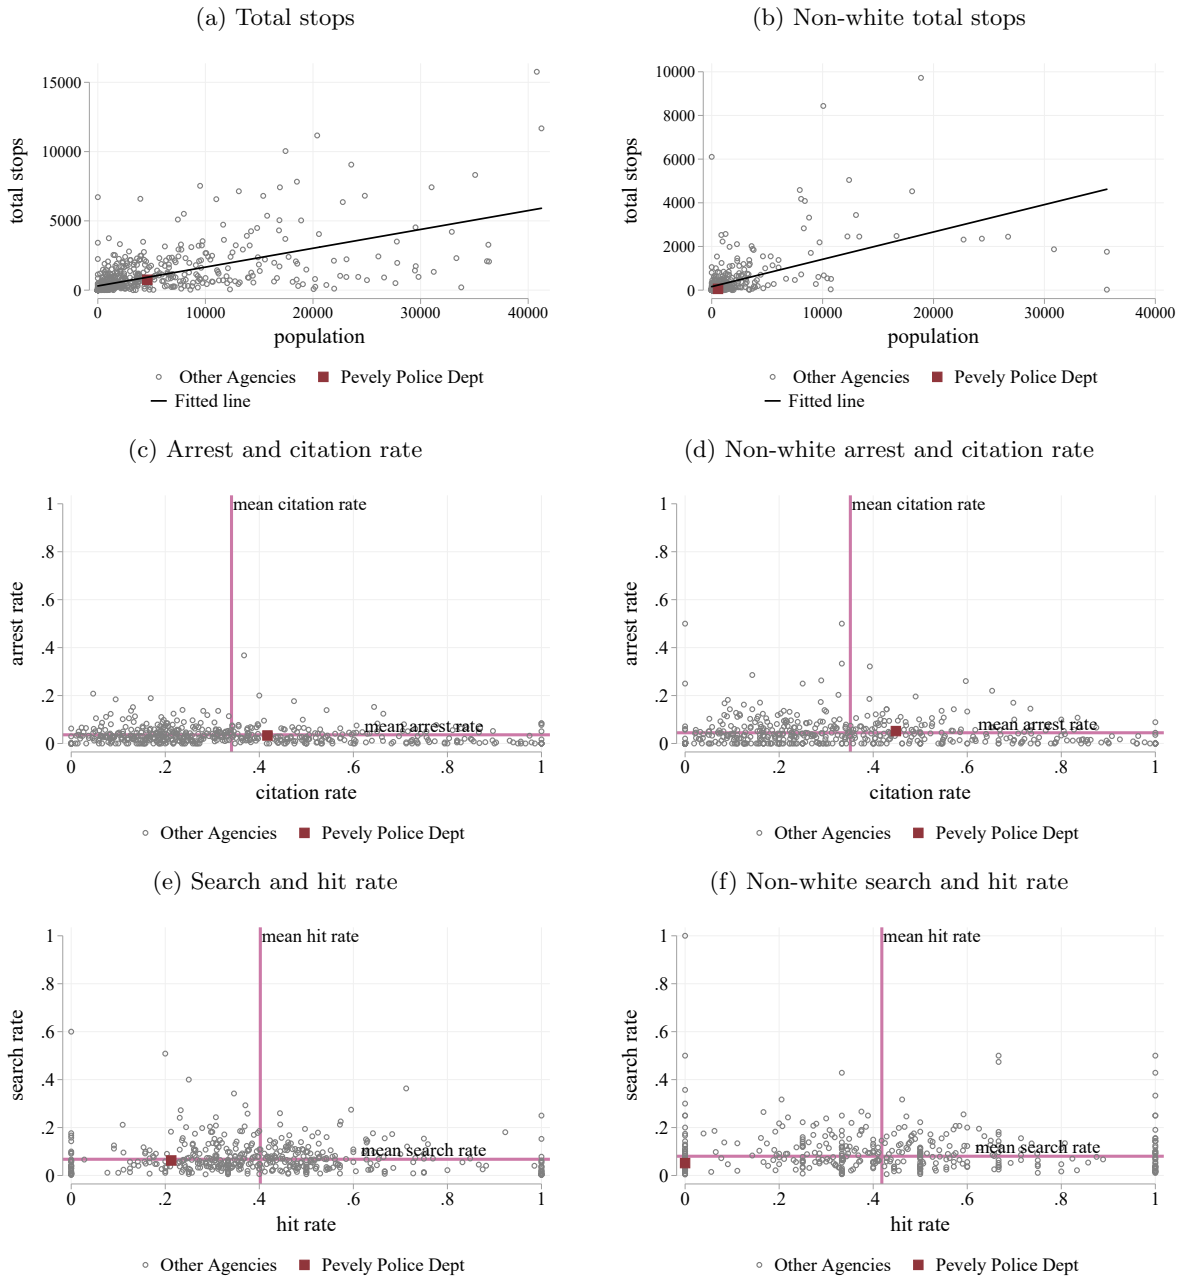 (a) Total stops
(b) Non-white total stops
15000
10000
5000
0
total stops
0 10000 20000 30000 40000
population
Other Agencies Pevely Police Dept
Fitted line
10000
8000
6000
4000
2000
0
total stops
0 10000 20000 30000 40000
population
Other Agencies Pevely Police Dept
Fitted line
(c) Arrest and citation rate
(d) Non-white arrest and citation rate
1
.8
.6
.4
.2
0
arrest rate
mean citation rate
mean arrest rate
0 .2 .4 .6 .8 1
citation rate
Other Agencies Pevely Police Dept
1
.8
.6
.4
.2
0
arrest rate
mean citation rate
mean arrest rate
0 .2 .4 .6 .8 1
citation rate
Other Agencies Pevely Police Dept
(e) Search and hit rate
(f) Non-white search and hit rate
1
.8
.6
.4
.2
0
search rate
mean hit rate
mean search rate
0 .2 .4 .6 .8 1
hit rate
Other Agencies Pevely Police Dept
1
.8
.6
.4
.2
0
search rate
mean hit rate
mean search rate
0 .2 .4 .6 .8 1
hit rate
Other Agencies Pevely Police Dept